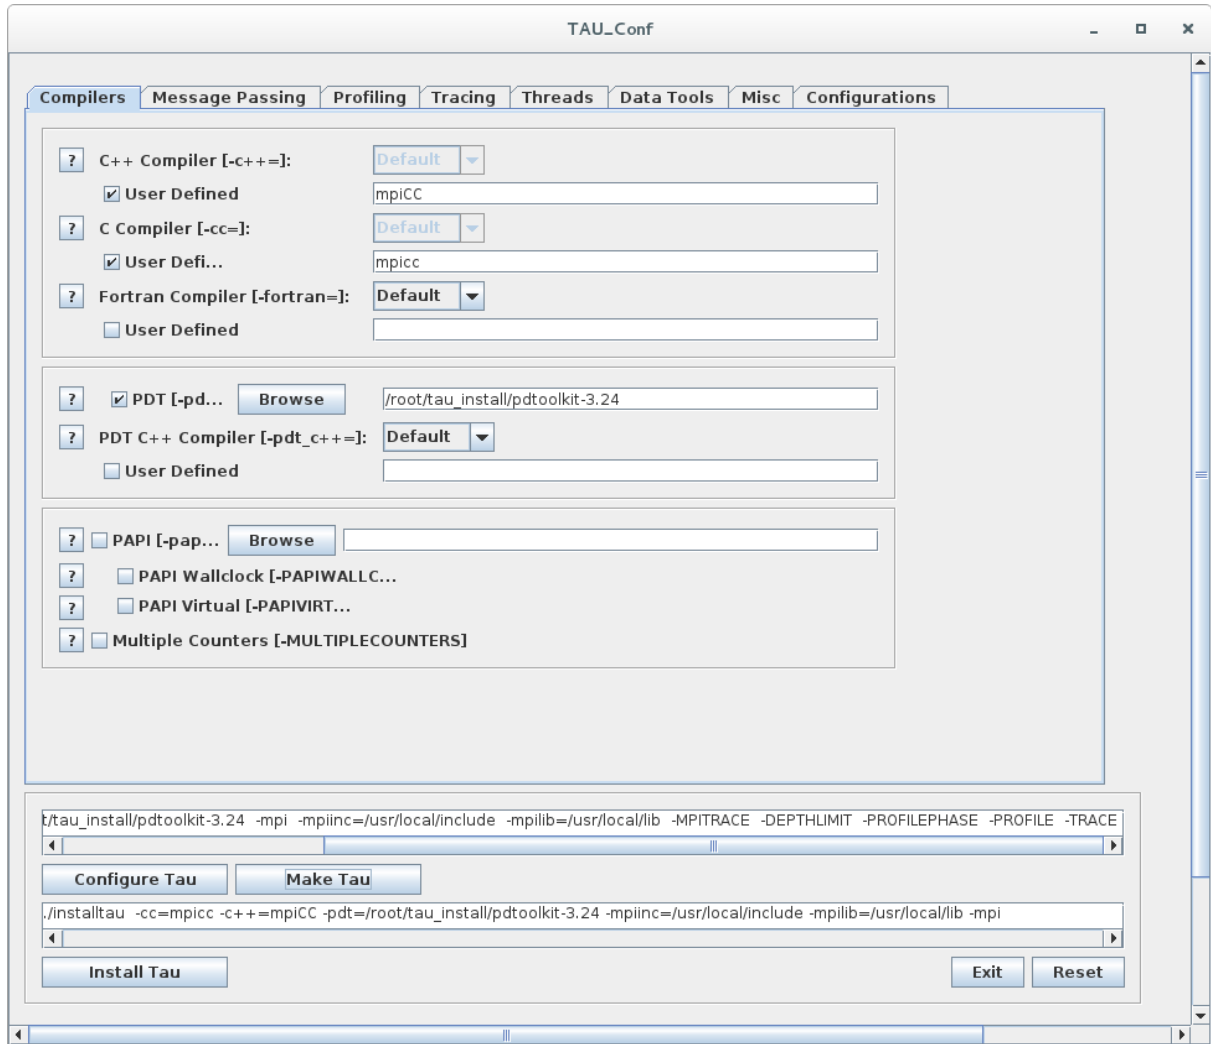 TAU_Conf
Compilers Message Passing Profiling Tracing Threads Data Tools Misc Configurations
? C++ Compiler [-c++=]: Default
User Defined mpiCC
? C Compiler [-cc=]: Default
User Defi... mpicc
? Fortran Compiler [-fortran=]: Default
User Defined
? PDT [-pd... Browse /root/tau_install/pdtoolkit-3.24
? PDT C++ Compiler [-pdt_c++=]: Default
User Defined
? PAPI [-pap... Browse
? PAPI Wallclock [-PAPIWALLC...
? PAPI Virtual [-PAPIVIRT...
? Multiple Counters [-MULTIPLECOUNTERS]
t/tau_install/pdtoolkit-3.24 -mpi -mpiinc=/usr/local/include -mpilib=/usr/local/lib -MPITRACE -DEPTHLIMIT -PROFILEPHASE -PROFILE -TRACE
Configure Tau Make Tau
./installtau -cc=mpicc -c++=mpiCC -pdt=/root/tau_install/pdtoolkit-3.24 -mpiinc=/usr/local/include -mpilib=/usr/local/lib -mpi
Install Tau Exit Reset